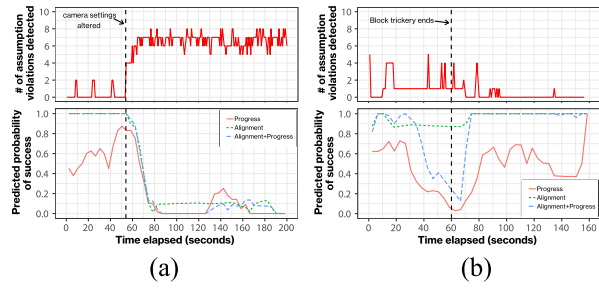 camera settings
altered
# of assumption
violations detected
10
8
6
4
2
0
Predicted probability
of success
1.0
0.8
0.6
0.4
0.2
0.0
Progress
Alignment
Alignment+Progress
0 20 40 60 80 100 120 140 160 180 200
Time elapsed (seconds)
(a)
Block trickery ends
# of assumption
violations detected
10
8
6
4
2
0
Predicted probability
of success
1.0
0.8
0.6
0.4
0.2
0.0
Progress
Alignment
Alignment+Progress
0 20 40 60 80 100 120 140 160
Time elapsed (seconds)
(b)